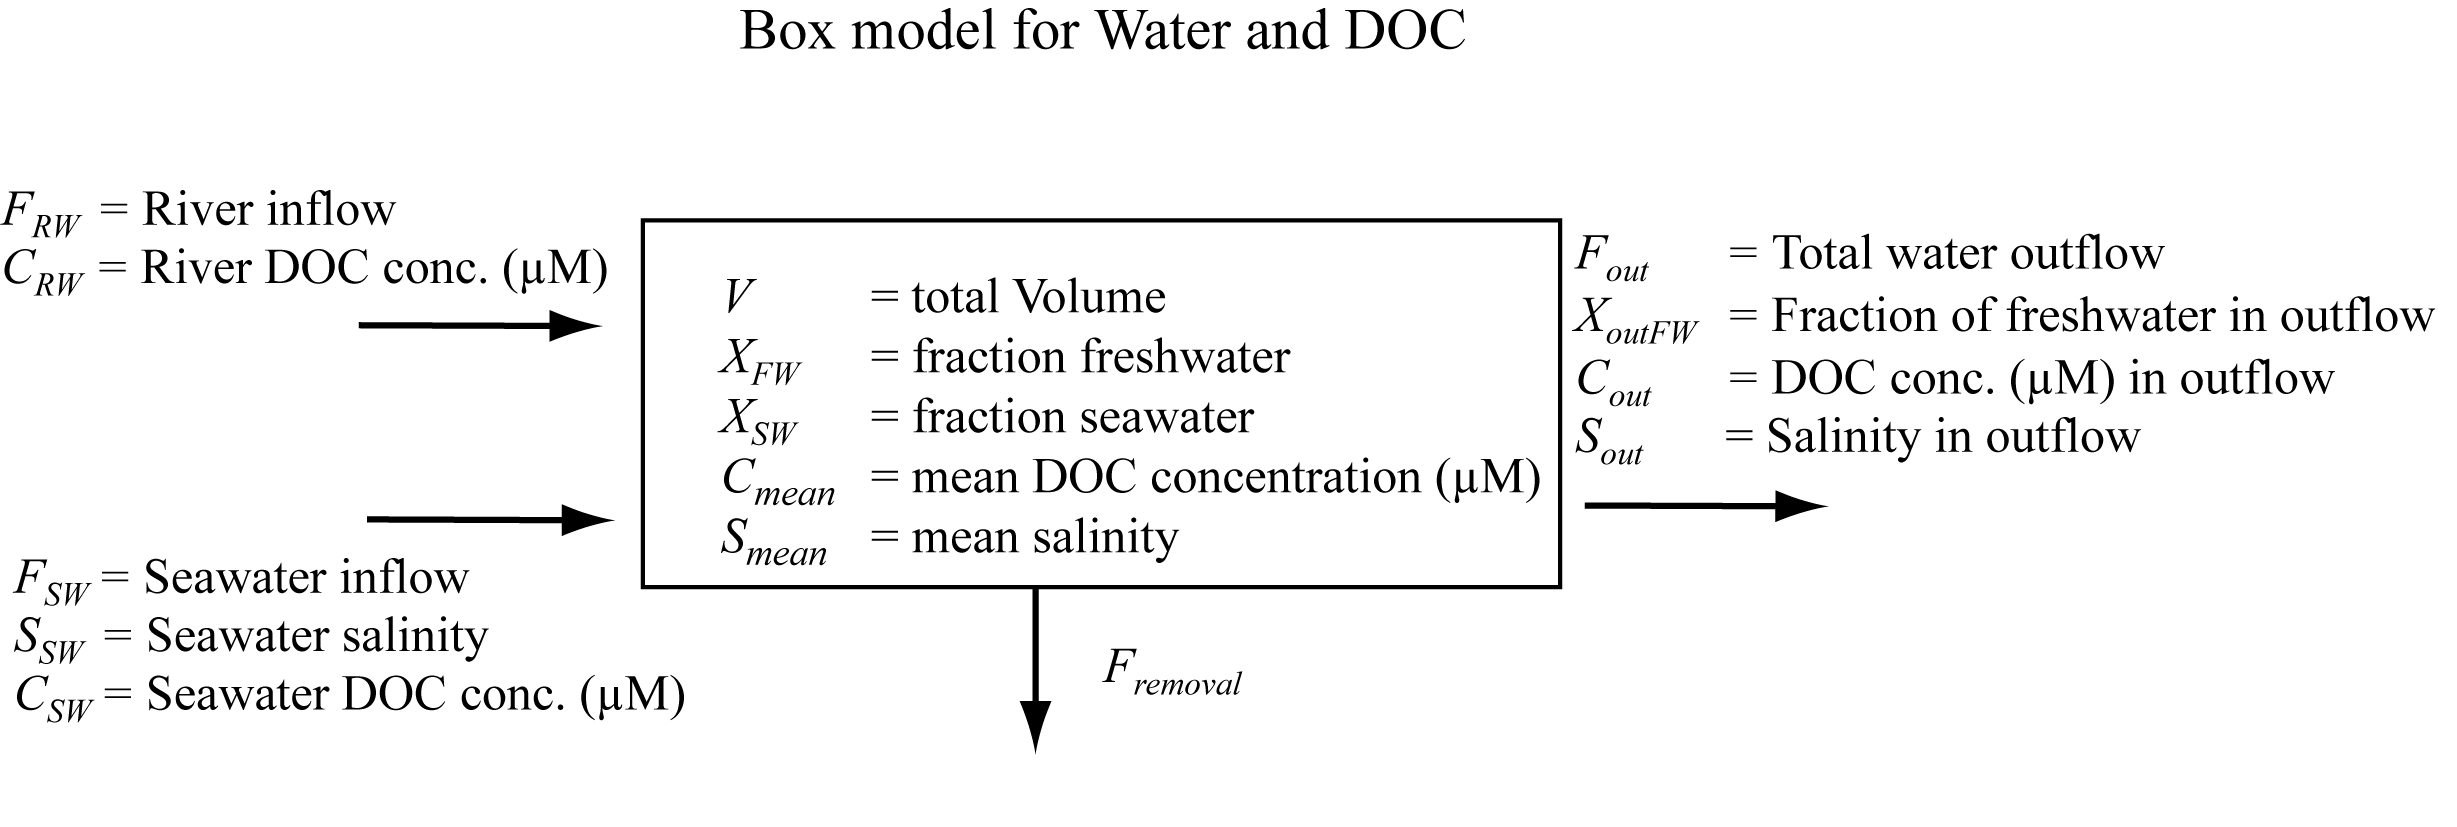 Box model for Water and DOC
F_RW = River inflow
C_RW = River DOC conc. (µM)
F_SW = Seawater inflow
S_SW = Seawater salinity
C_SW = Seawater DOC conc. (µM)
V = total Volume
X_FW = fraction freshwater
X_SW = fraction seawater
C_mean = mean DOC concentration (µM)
S_mean = mean salinity
F_removal
F_out = Total water outflow
X_outFW = Fraction of freshwater in outflow
C_out = DOC conc. (µM) in outflow
S_out = Salinity in outflow